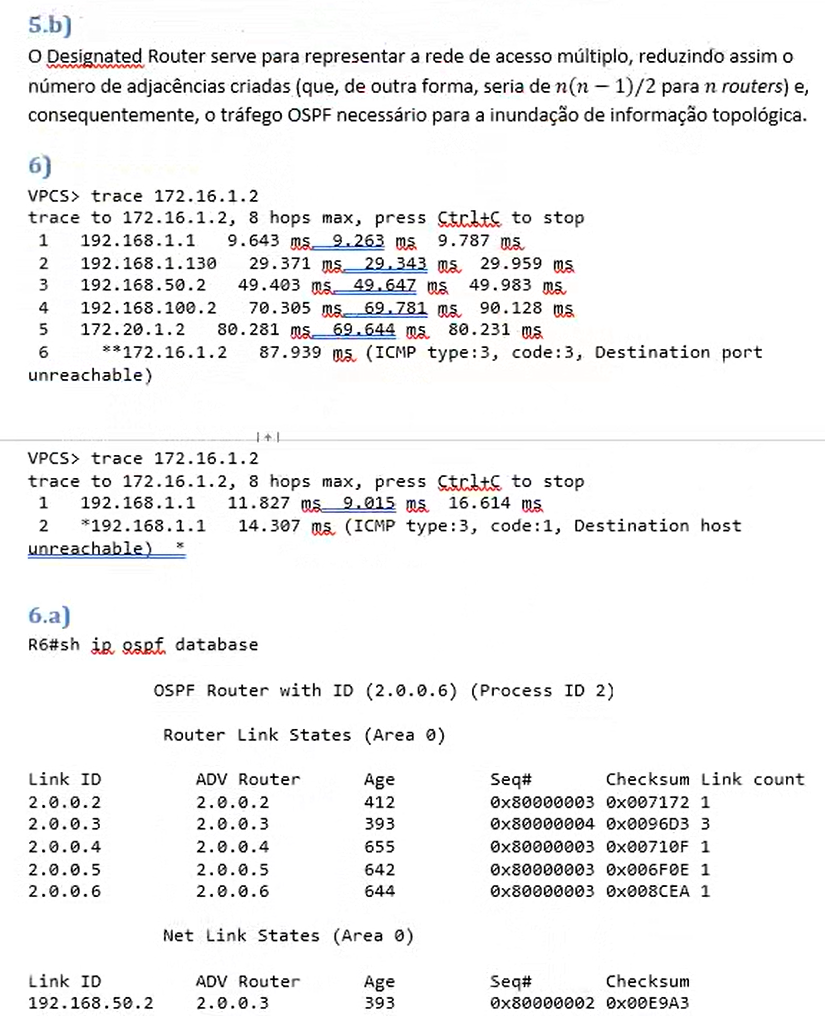 5.b)
O Designated Router serve para representar a rede de acesso múltiplo, reduzindo assim o
número de adjacências criadas (que, de outra forma, seria de n(n − 1)/2 para n routers) e,
consequentemente, o tráfego OSPF necessário para a inundação de informação topológica.
6)
VPCS> trace 172.16.1.2
trace to 172.16.1.2, 8 hops max, press Ctrl+C to stop
1 192.168.1.1 9.643 ms 9.263 ms 9.787 ms
2 192.168.1.130 29.371 ms 29.343 ms 29.959 ms
3 192.168.50.2 49.403 ms 49.647 ms 49.983 ms
4 192.168.100.2 70.305 ms 69.781 ms 90.128 ms
5 172.20.1.2 80.281 ms 69.644 ms 80.231 ms
6 **172.16.1.2 87.939 ms (ICMP type:3, code:3, Destination port
unreachable)
VPCS> trace 172.16.1.2
trace to 172.16.1.2, 8 hops max, press Ctrl+C to stop
1 192.168.1.1 11.827 ms 9.015 ms 16.614 ms
2 *192.168.1.1 14.307 ms (ICMP type:3, code:1, Destination host
unreachable) *
6.a)
R6#sh ip ospf database
OSPF Router with ID (2.0.0.6) (Process ID 2)
Router Link States (Area 0)
Link ID ADV Router Age Seq# Checksum Link count
2.0.0.2 2.0.0.2 412 0x80000003 0x007172 1
2.0.0.3 2.0.0.3 393 0x80000004 0x0096D3 3
2.0.0.4 2.0.0.4 655 0x80000003 0x00710F 1
2.0.0.5 2.0.0.5 642 0x80000003 0x006F0E 1
2.0.0.6 2.0.0.6 644 0x80000003 0x008CEA 1
Net Link States (Area 0)
Link ID ADV Router Age Seq# Checksum
192.168.50.2 2.0.0.3 393 0x80000002 0x00E9A3